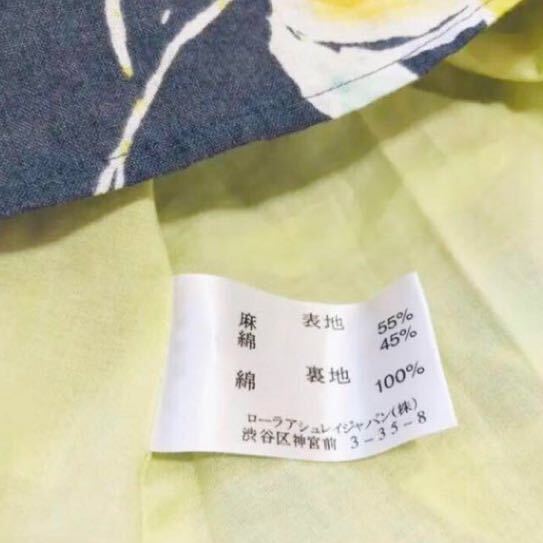 麻 表地 55%
綿 45%
綿 裏地 100%
ローラアシュレイジャパン(株)
渋谷区神宮前 3-35-8